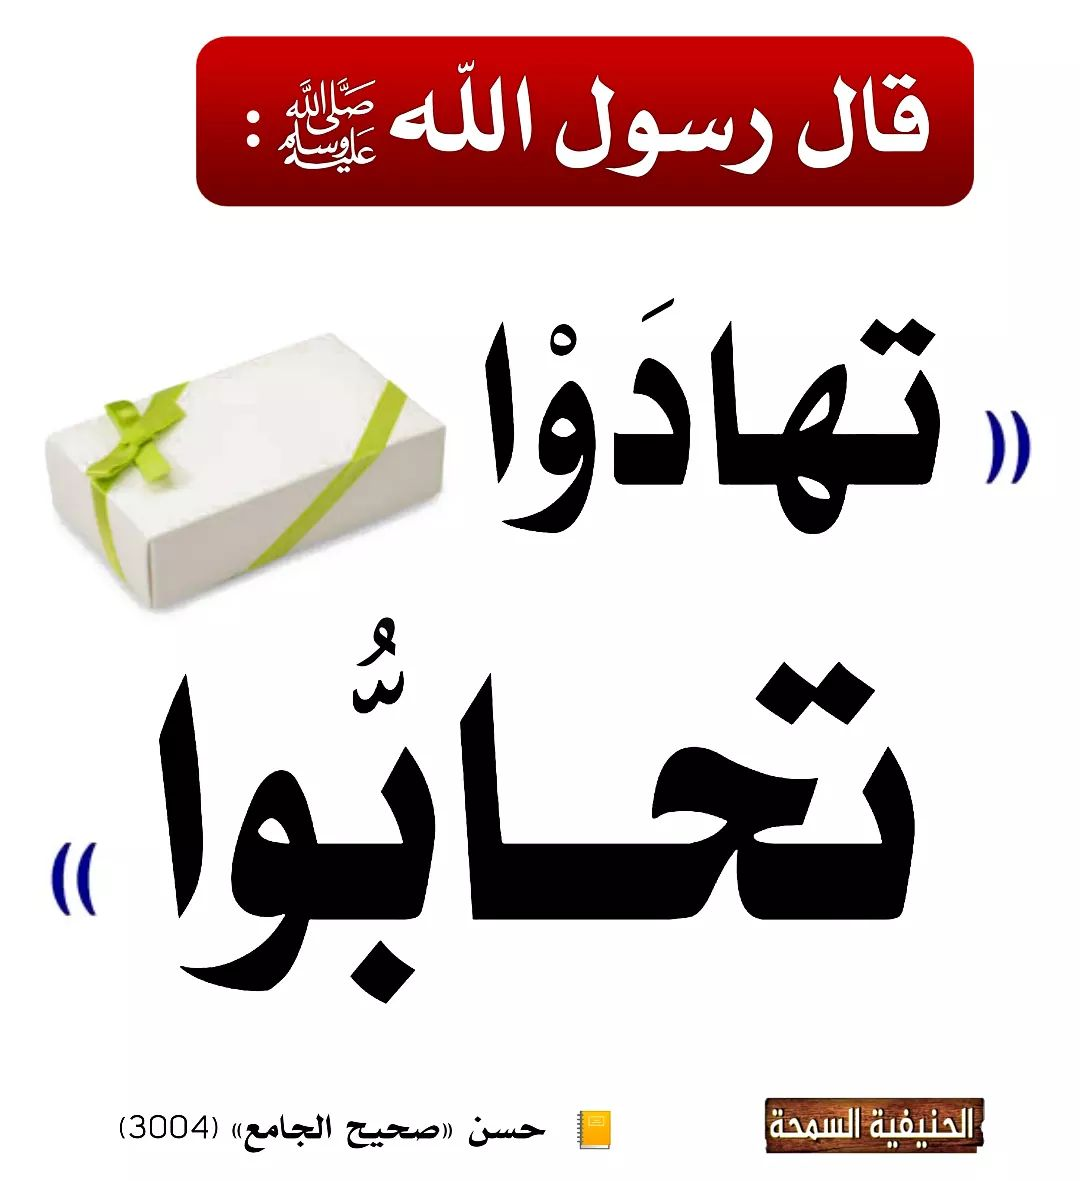 قال رسول الله ﷺ :
(( تهادَوْا
تحابُّوا ))
حسن «صحيح الجامع» (3004)
الحنيفية السمحة